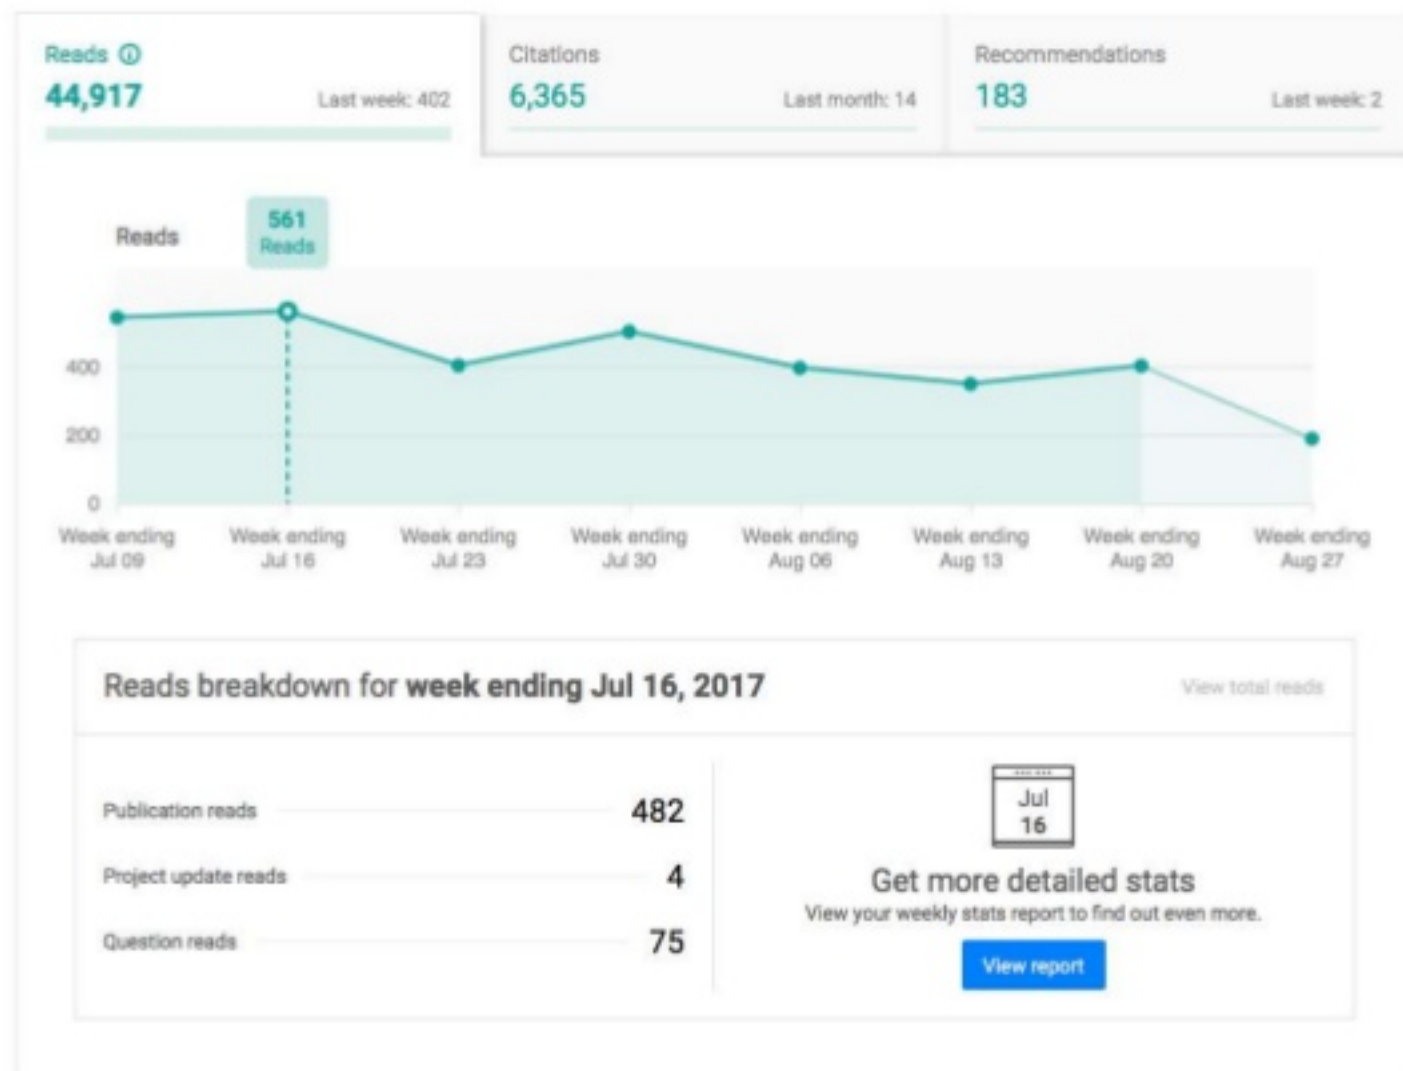 Reads
44,917
Last week: 402
Citations
6,365
Last month: 14
Recommendations
183
Last week: 2
Reads
561
Reads
400
200
0
Week ending
Jul 09
Week ending
Jul 16
Week ending
Jul 23
Week ending
Jul 30
Week ending
Aug 06
Week ending
Aug 13
Week ending
Aug 20
Week ending
Aug 27
Reads breakdown for week ending Jul 16, 2017
View total reads
Publication reads 482
Project update reads 4
Question reads 75
Jul
16
Get more detailed stats
View your weekly stats report to find out even more.
View report